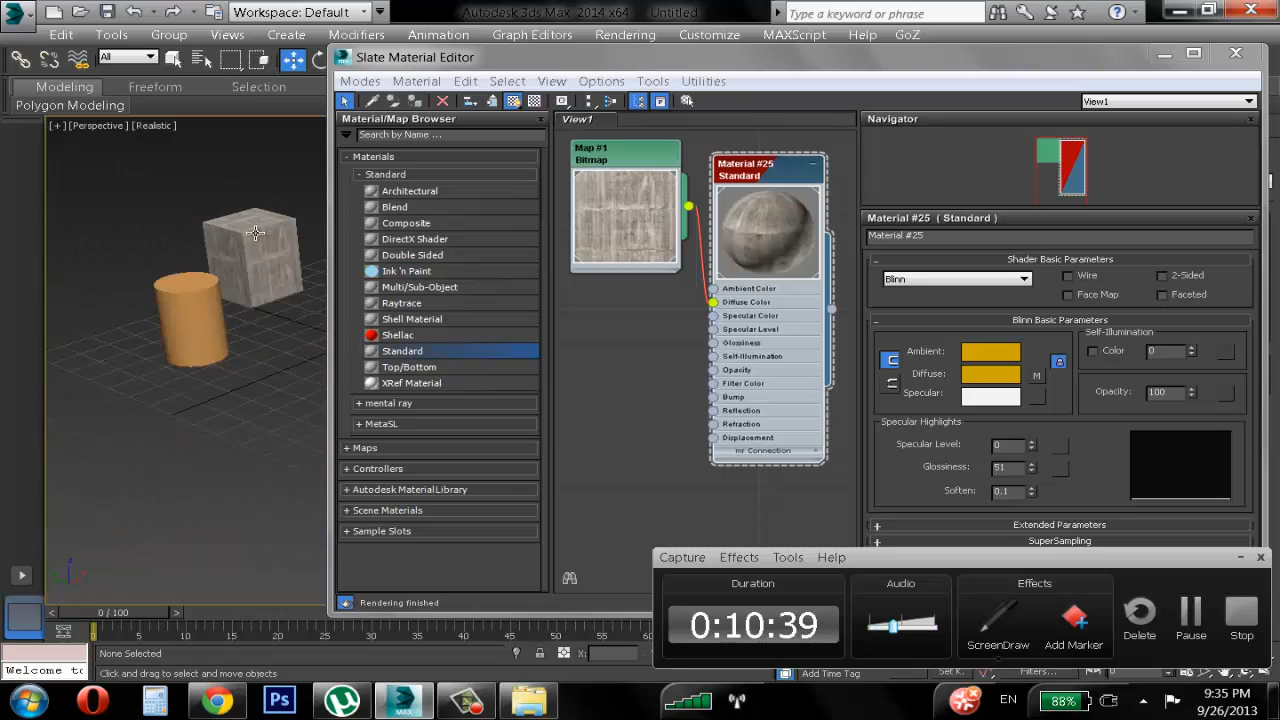 Workspace: Default
Autodesk 3ds Max 2014 x64
Untitled
Type a keyword or phrase
Edit Tools Group Views Create Modifiers Animation Graph Editors Rendering Customize MAXScript Help GoZ
All
Modeling Freeform Selection
Polygon Modeling
[+] [Perspective] [Realistic]
Slate Material Editor
Modes Material Edit Select View Options Tools Utilities
View1
Material/Map Browser
Search by Name ...
- Materials
- Standard
Architectural
Blend
Composite
DirectX Shader
Double Sided
Ink 'n Paint
Multi/Sub-Object
Raytrace
Shell Material
Shellac
Standard
Top/Bottom
XRef Material
+ mental ray
+ MetaSL
+ Maps
+ Controllers
+ Autodesk Material Library
+ Scene Materials
+ Sample Slots
Rendering finished
View1
Map #1
Bitmap
Material #25
Standard
Ambient Color
Diffuse Color
Specular Color
Specular Level
Glossiness
Self-Illumination
Opacity
Filter Color
Bump
Reflection
Refraction
Displacement
mr Connection +
Navigator
Material #25 ( Standard )
Material #25
Shader Basic Parameters
Blinn
Wire
2-Sided
Face Map
Faceted
Blinn Basic Parameters
Ambient:
Diffuse: M
Specular:
Self-Illumination
Color 0
Opacity: 100
Specular Highlights
Specular Level: 0
Glossiness: 51
Soften: 0.1
+ Extended Parameters
+ SuperSampling
Capture Effects Tools Help
Duration
0:10:39
Audio
Effects
ScreenDraw
Add Marker
Delete
Pause
Stop
0 / 100
0 5 10 15 20 25 30 35 40 45 50 55 60
None Selected
X:
Welcome to
Click and drag to select and move objects
Add Time Tag
Set K.
Filters...
Ps
MAX
EN
88%
9:35 PM
9/26/2013